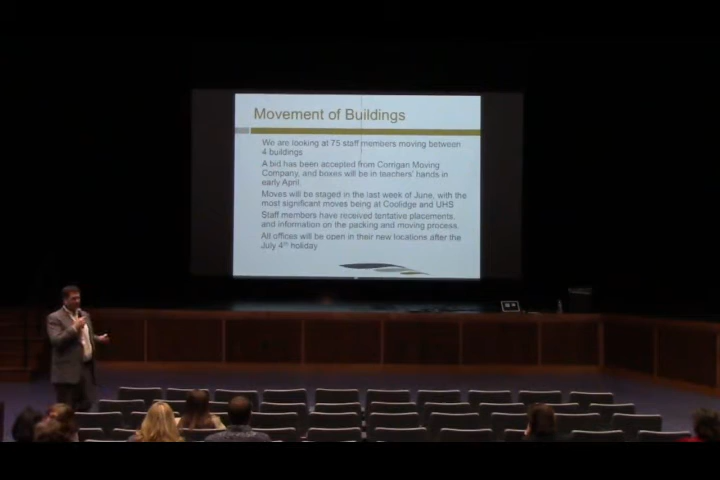 Movement of Buildings
We are looking at 75 staff members moving between
4 buildings
A bid has been accepted from Corrigan Moving
Company, and boxes will be in teachers' hands in
early April.
Moves will be staged in the last week of June, with the
most significant moves being at Coolidge and UHS
Staff members have received tentative placements,
and information on the packing and moving process.
All offices will be open in their new locations after the
July 4th holiday